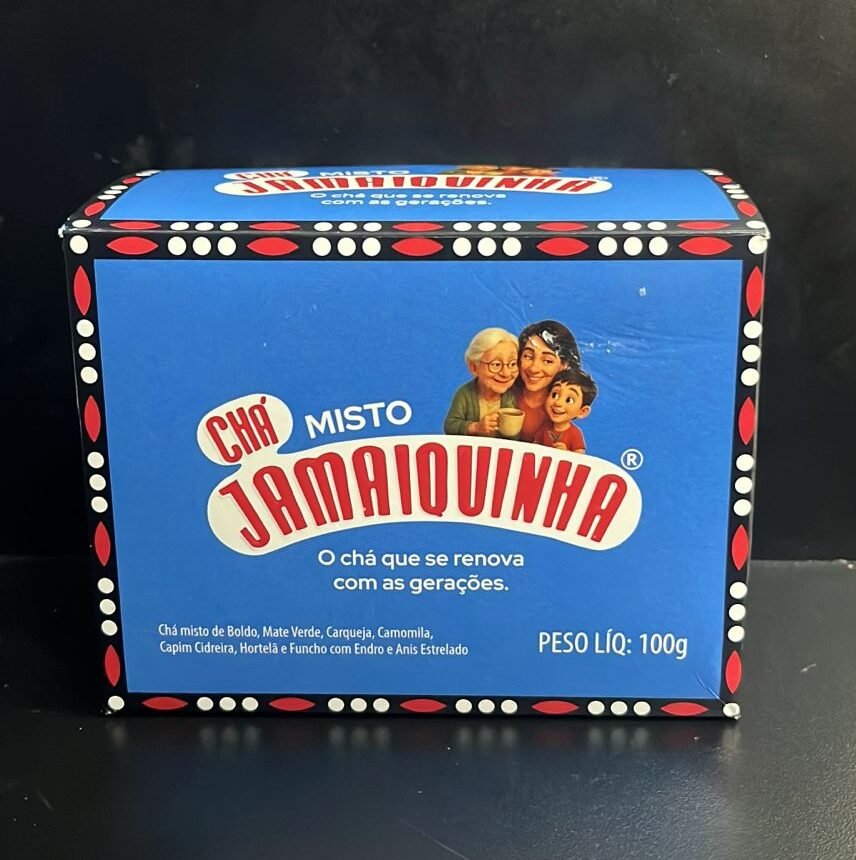 CHÁ MISTO
JAMAIQUINHA®
O chá que se renova
com as gerações.
CHÁ MISTO
JAMAIQUINHA®
O chá que se renova
com as gerações.
Chá misto de Boldo, Mate Verde, Carqueja, Camomila,
Capim Cidreira, Hortelã e Funcho com Endro e Anis Estrelado
PESO LÍQ: 100g